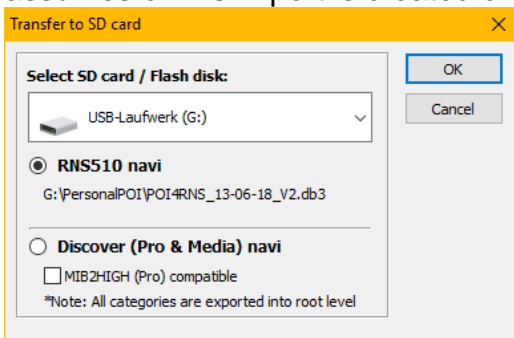 Transfer to SD card
Select SD card / Flash disk:
OK
USB-Laufwerk (G:)
Cancel
RNS510 navi
G:\PersonalPOI\POI4RNS_13-06-18_V2.db3
Discover (Pro & Media) navi
MIB2HIGH (Pro) compatible
*Note: All categories are exported into root level